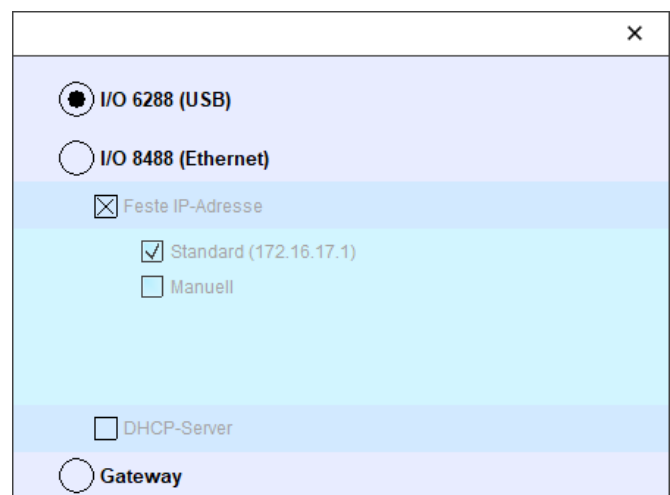 I/O 6288 (USB)
I/O 8488 (Ethernet)
Feste IP-Adresse
Standard (172.16.17.1)
Manuell
DHCP-Server
Gateway